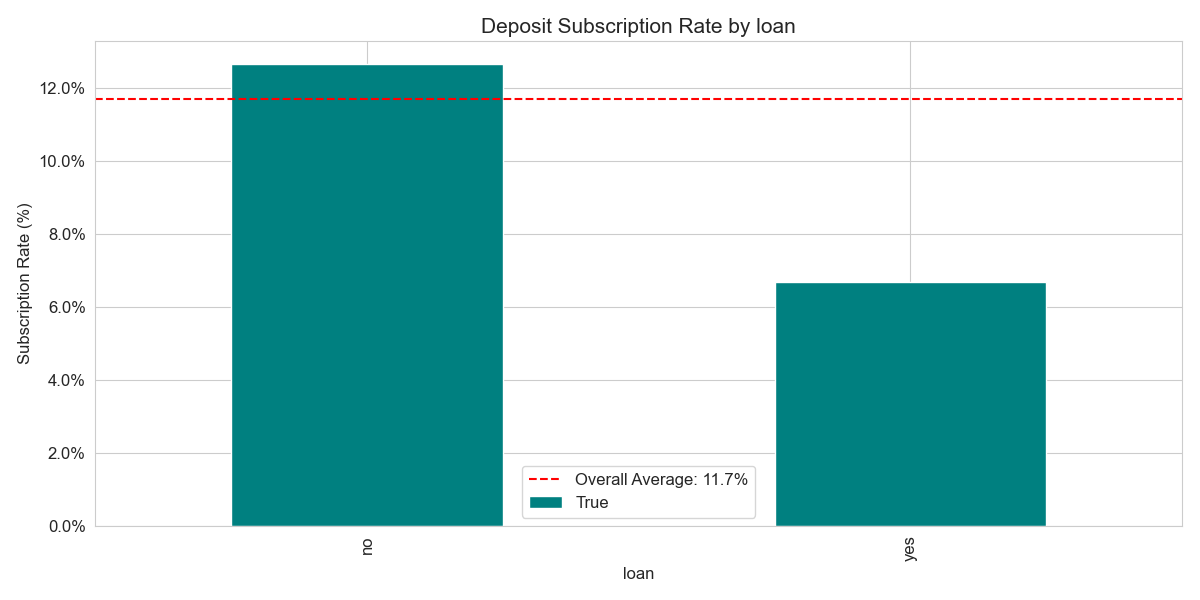 Deposit Subscription Rate by loan
12.0%
10.0%
8.0%
6.0%
4.0%
2.0%
0.0%
Subscription Rate (%)
Overall Average: 11.7%
True
no
yes
loan